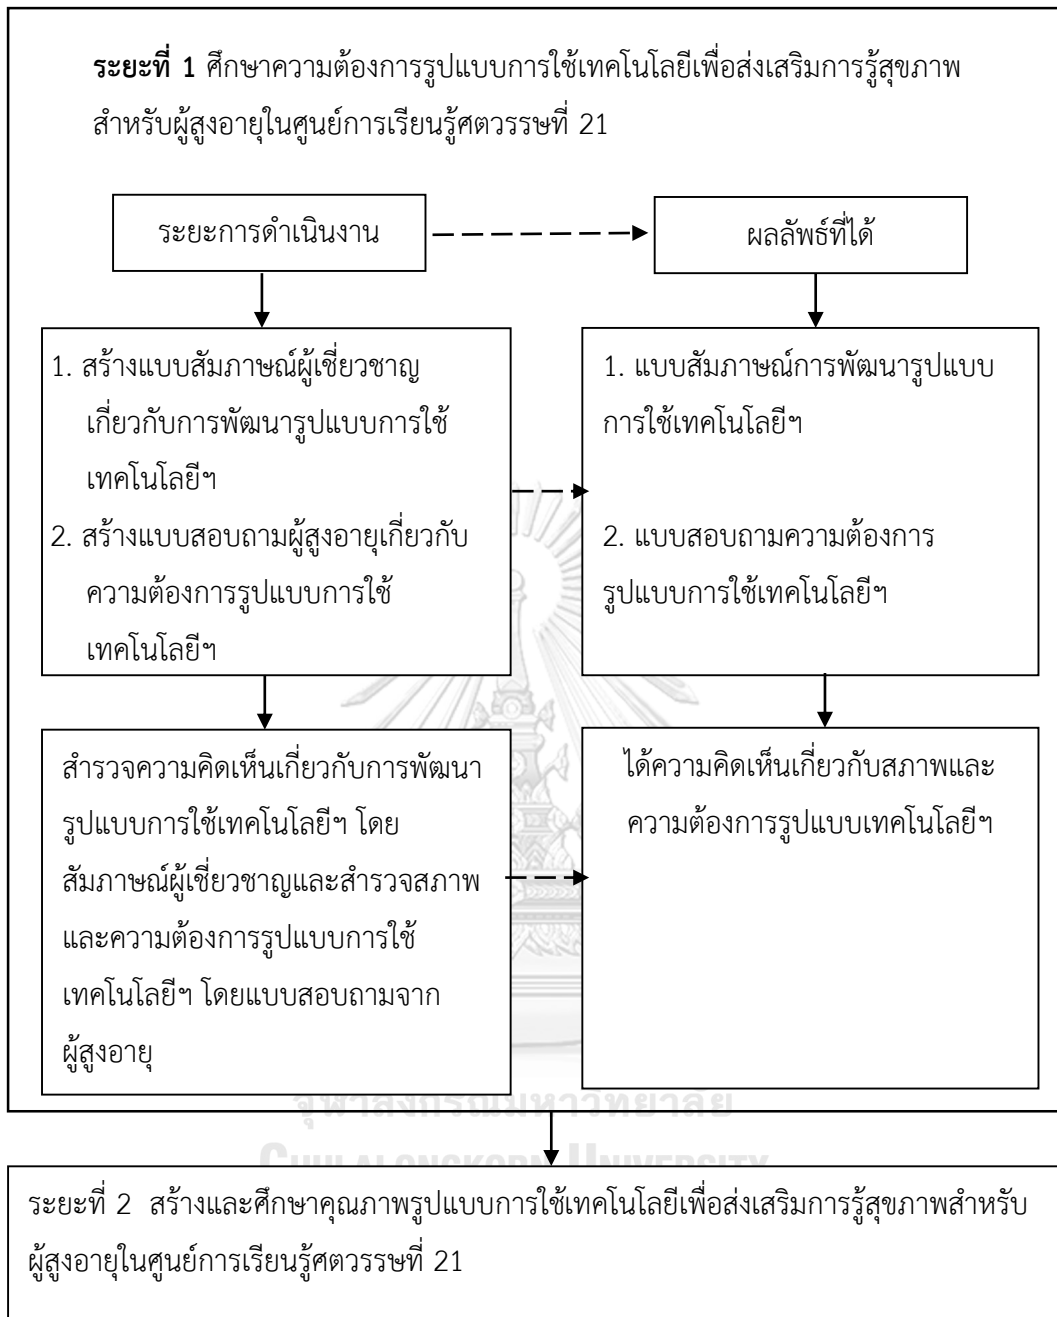 ระยะที่ 1 ศึกษาความต้องการรูปแบบการใช้เทคโนโลยีเพื่อส่งเสริมการรู้สุขภาพ
สำหรับผู้สูงอายุในศูนย์การเรียนรู้ศตวรรษที่ 21
ระยะการดำเนินงาน
ผลลัพธ์ที่ได้
1. สร้างแบบสัมภาษณ์ผู้เชี่ยวชาญ
เกี่ยวกับการพัฒนารูปแบบการใช้
เทคโนโลยีฯ
2. สร้างแบบสอบถามผู้สูงอายุเกี่ยวกับ
ความต้องการรูปแบบการใช้
เทคโนโลยีฯ
1. แบบสัมภาษณ์การพัฒนารูปแบบ
การใช้เทคโนโลยีฯ
2. แบบสอบถามความต้องการ
รูปแบบการใช้เทคโนโลยีฯ
สำรวจความคิดเห็นเกี่ยวกับการพัฒนา
รูปแบบการใช้เทคโนโลยีฯ โดย
สัมภาษณ์ผู้เชี่ยวชาญและสำรวจสภาพ
และความต้องการรูปแบบการใช้
เทคโนโลยีฯ โดยแบบสอบถามจาก
ผู้สูงอายุ
ได้ความคิดเห็นเกี่ยวกับสภาพและ
ความต้องการรูปแบบเทคโนโลยีฯ
จุฬาลงกรณ์มหาวิทยาลัย
CHULALONGKORN UNIVERSITY
ระยะที่ 2 สร้างและศึกษาคุณภาพรูปแบบการใช้เทคโนโลยีเพื่อส่งเสริมการรู้สุขภาพสำหรับ
ผู้สูงอายุในศูนย์การเรียนรู้ศตวรรษที่ 21